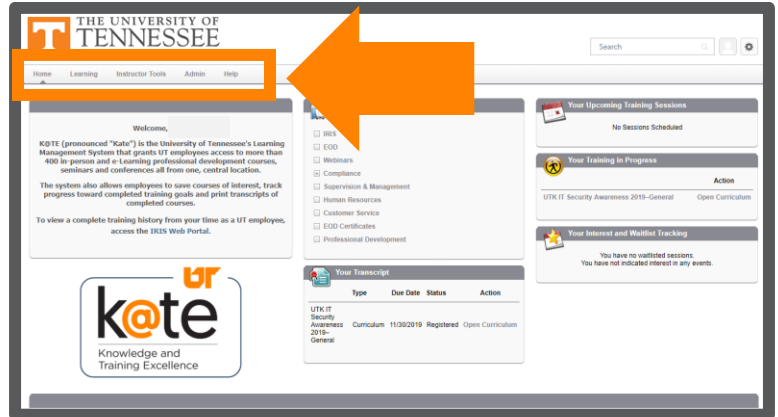 THE UNIVERSITY OF
TENNESSEE
Search
Home Learning Instructor Tools Admin Help
Welcome,
K@TE (pronounced "Kate") is the University of Tennessee's Learning
Management System that grants UT employees access to more than
400 in-person and e-Learning professional development courses,
seminars and conferences all from one, central location.
The system also allows employees to save courses of interest, track
progress toward completed training goals and print transcripts of
completed courses.
To view a complete training history from your time as a UT employee,
access the IRIS Web Portal.
UT
k@te
Knowledge and
Training Excellence
IRIS
EOD
Webinars
Compliance
Supervision & Management
Human Resources
Customer Service
EOD Certificates
Professional Development
Your Transcript
Type Due Date Status Action
UTK IT
Security
Awareness Curriculum 11/30/2019 Registered Open Curriculum
2019–
General
Your Upcoming Training Sessions
No Sessions Scheduled
Your Training in Progress
Action
UTK IT Security Awareness 2019–General Open Curriculum
Your Interest and Waitlist Tracking
You have no waitlisted sessions.
You have not indicated interest in any events.